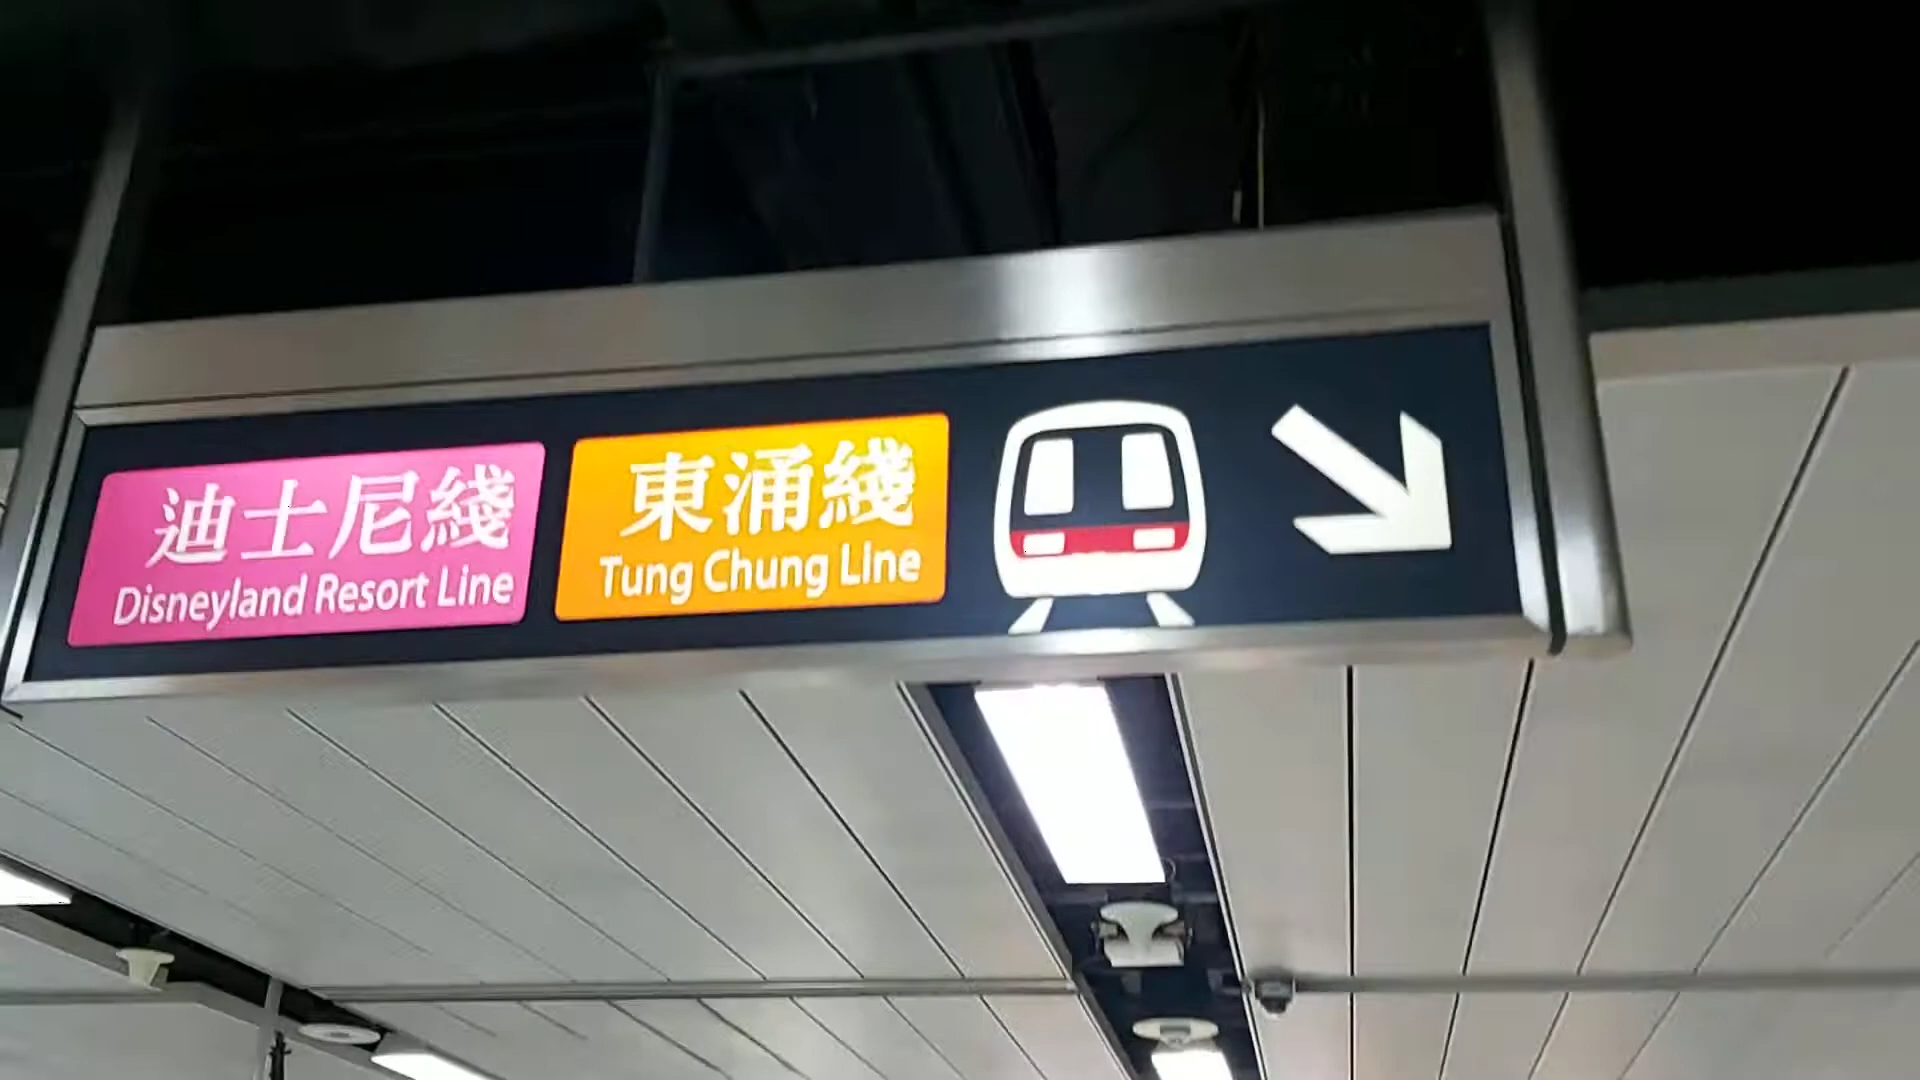 迪士尼綫
Disneyland Resort Line
東涌綫
Tung Chung Line